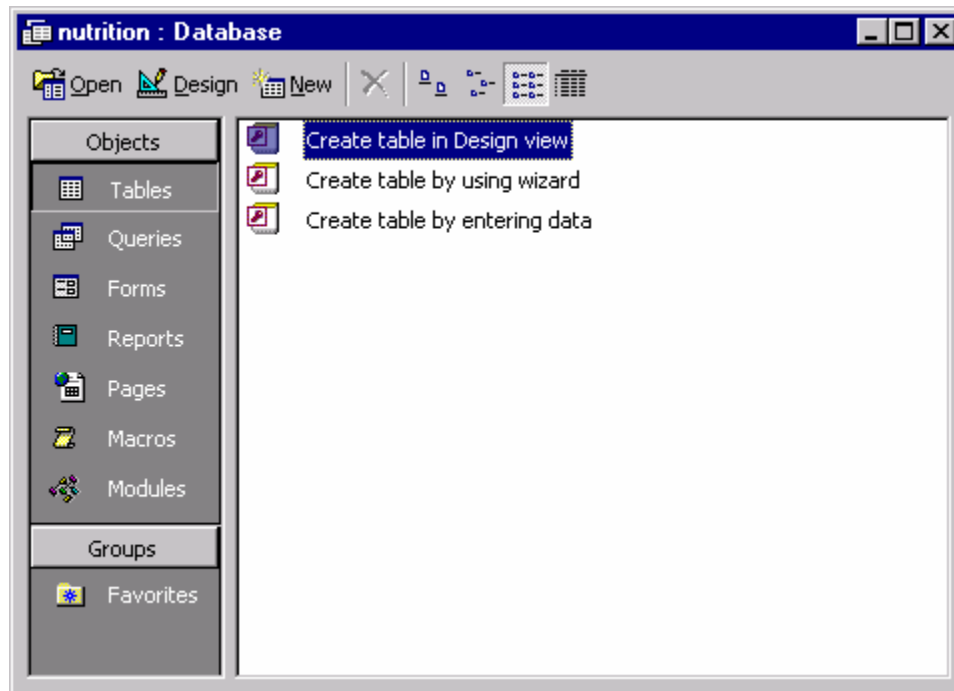 nutrition : Database
Open Design New
Objects
Tables
Queries
Forms
Reports
Pages
Macros
Modules
Groups
Favorites
Create table in Design view
Create table by using wizard
Create table by entering data